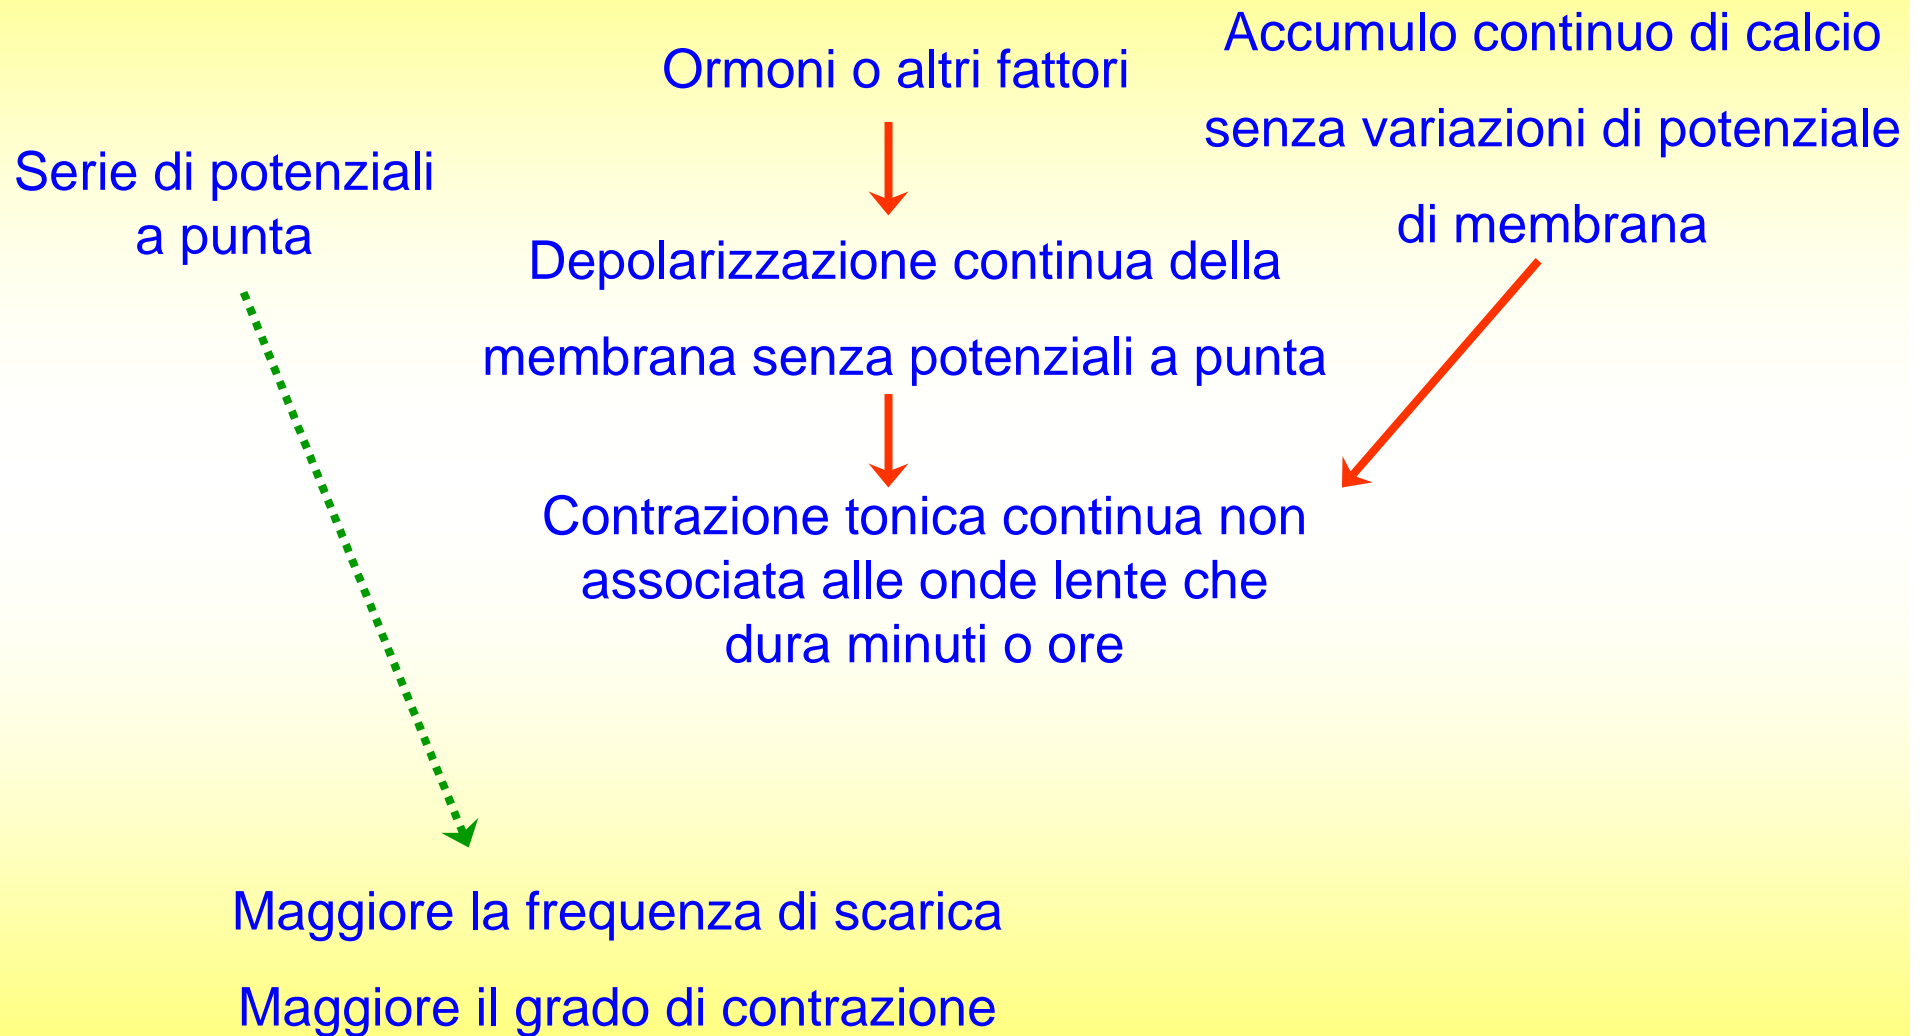 Serie di potenziali
a punta
Ormoni o altri fattori
Depolarizzazione continua della
membrana senza potenziali a punta
Accumulo continuo di calcio
senza variazioni di potenziale
di membrana
Contrazione tonica continua non
associata alle onde lente che
dura minuti o ore
Maggiore la frequenza di scarica
Maggiore il grado di contrazione